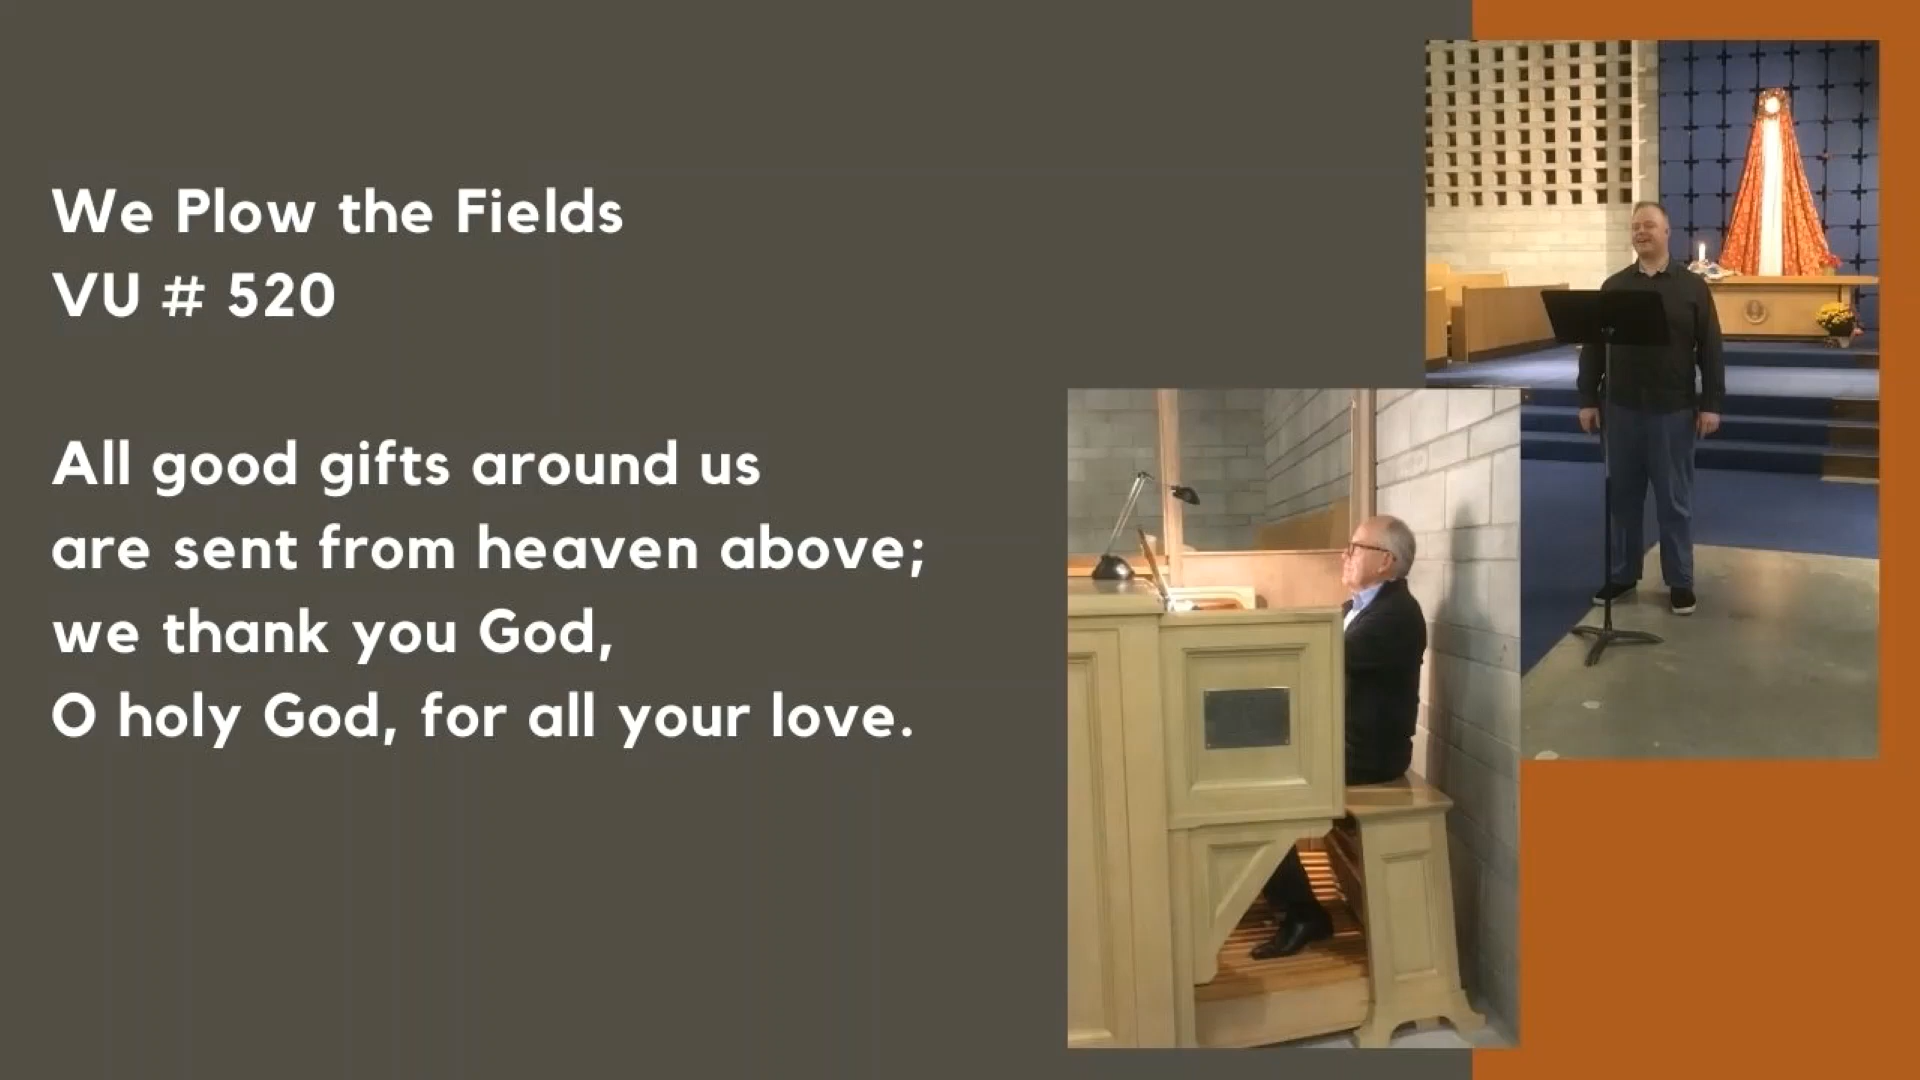 We Plow the Fields
VU # 520
All good gifts around us
are sent from heaven above;
we thank you God,
O holy God, for all your love.